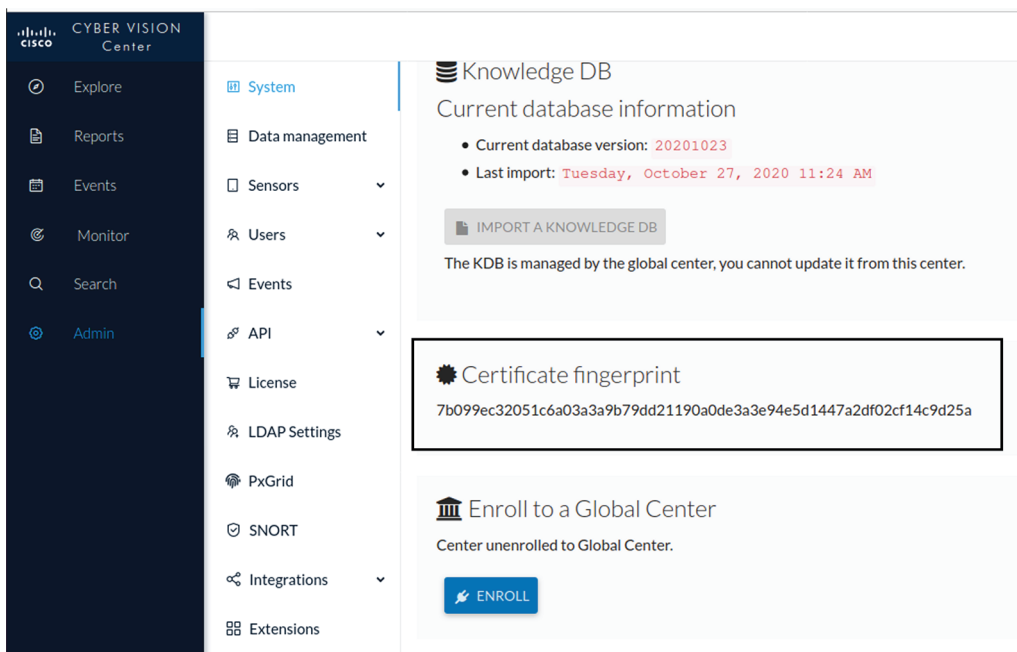 CISCO
CYBER VISION
Center
Explore
Reports
Events
Monitor
Search
Admin
System
Data management
Sensors
Users
Events
API
License
LDAP Settings
PxGrid
SNORT
Integrations
Extensions
Knowledge DB
Current database information
Current database version: 20201023
Last import: Tuesday, October 27, 2020 11:24 AM
IMPORT A KNOWLEDGE DB
The KDB is managed by the global center, you cannot update it from this center.
Certificate fingerprint
7b099ec32051c6a03a3a9b79dd21190a0de3a3e94e5d1447a2df02cf14c9d25a
Enroll to a Global Center
Center unenrolled to Global Center.
ENROLL